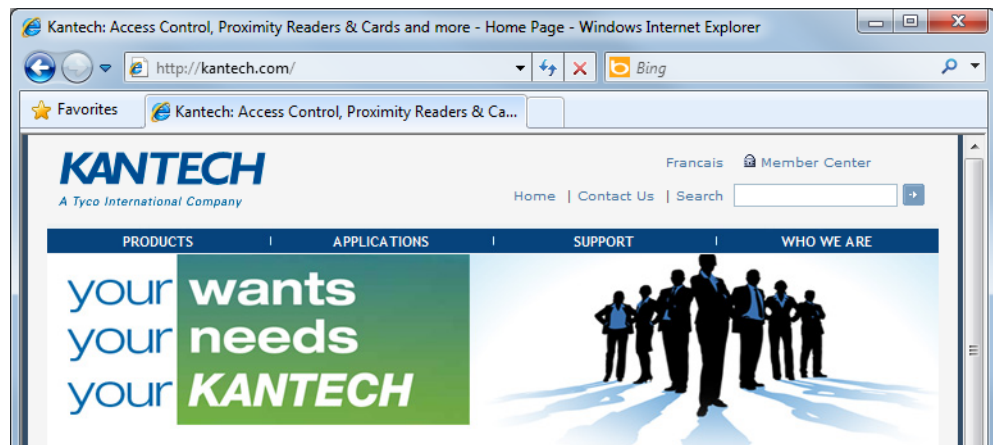 Kantech: Access Control, Proximity Readers & Cards and more - Home Page - Windows Internet Explorer
http://kantech.com/
Bing
Favorites
Kantech: Access Control, Proximity Readers & Ca...
KANTECH
A Tyco International Company
Francais Member Center
Home | Contact Us | Search
PRODUCTS | APPLICATIONS | SUPPORT | WHO WE ARE
your wants
your needs
your KANTECH